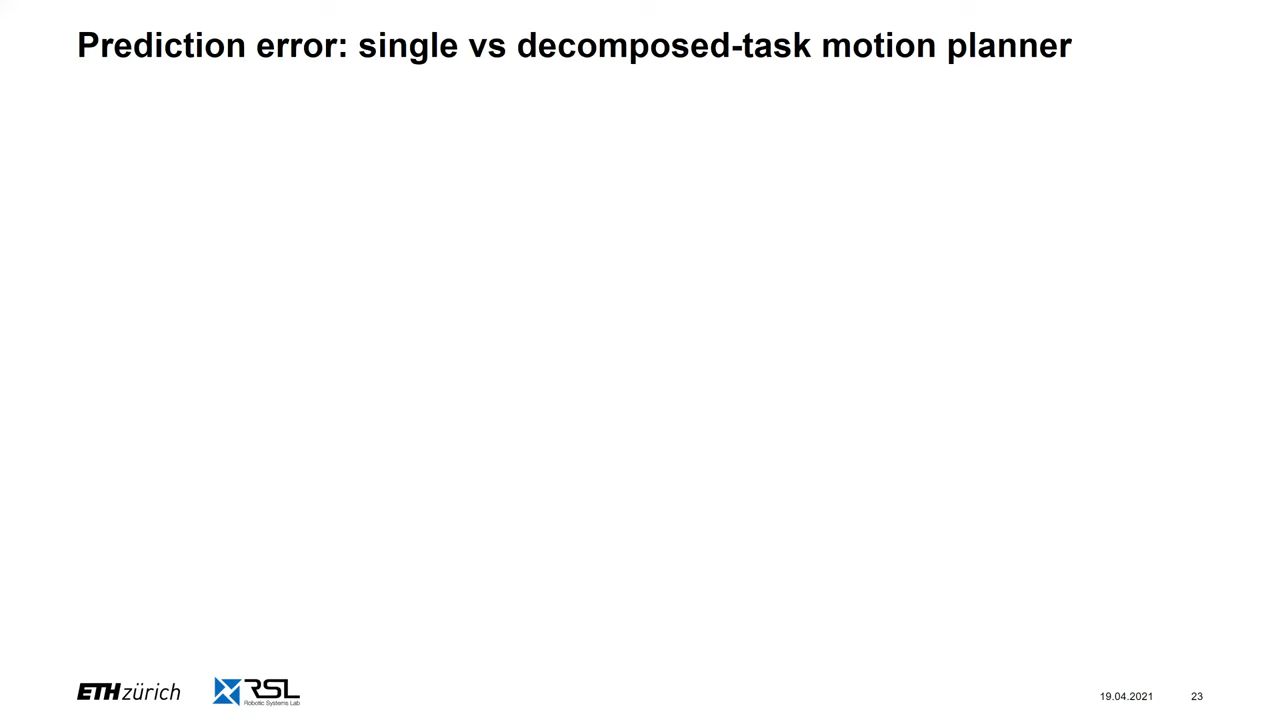 Prediction error: single vs decomposed-task motion planner
ETH zürich
RSL
Robotic Systems Lab
19.04.2021
23